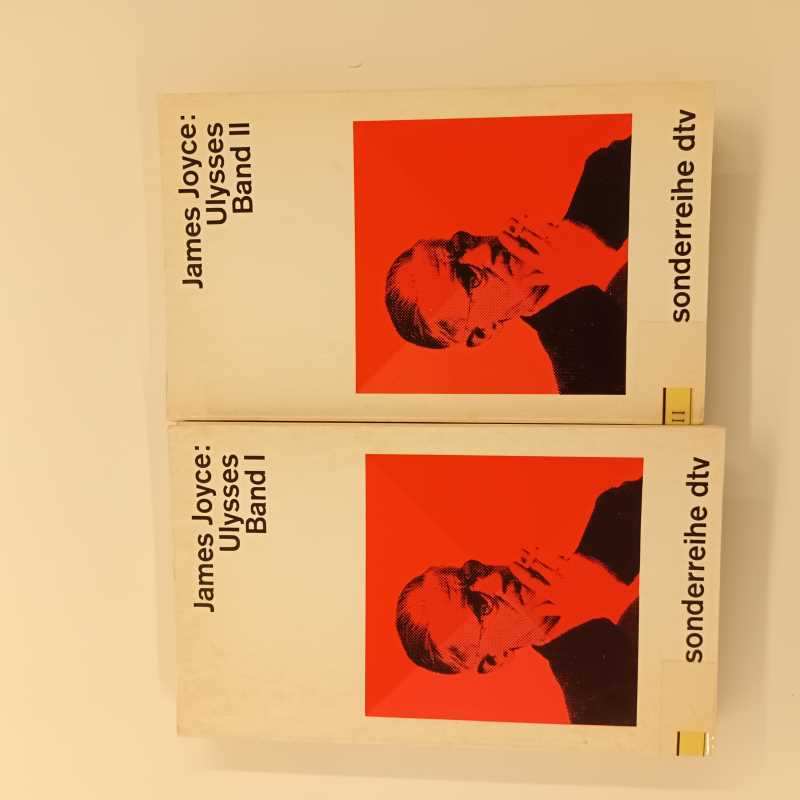 James Joyce:
Ulysses
Band I
sonderreihe dtv
James Joyce:
Ulysses
Band II
sonderreihe dtv
II